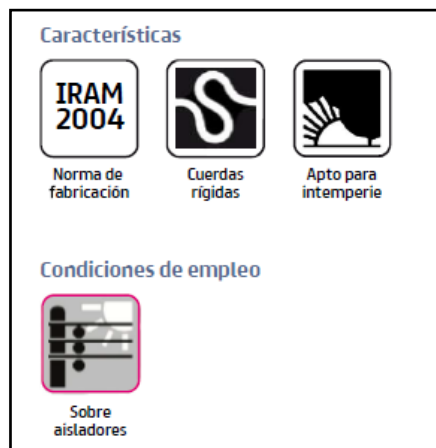 Características
IRAM
2004
Norma de
fabricación
Cuerdas
rígidas
Apto para
intemperie
Condiciones de empleo
Sobre
aisladores